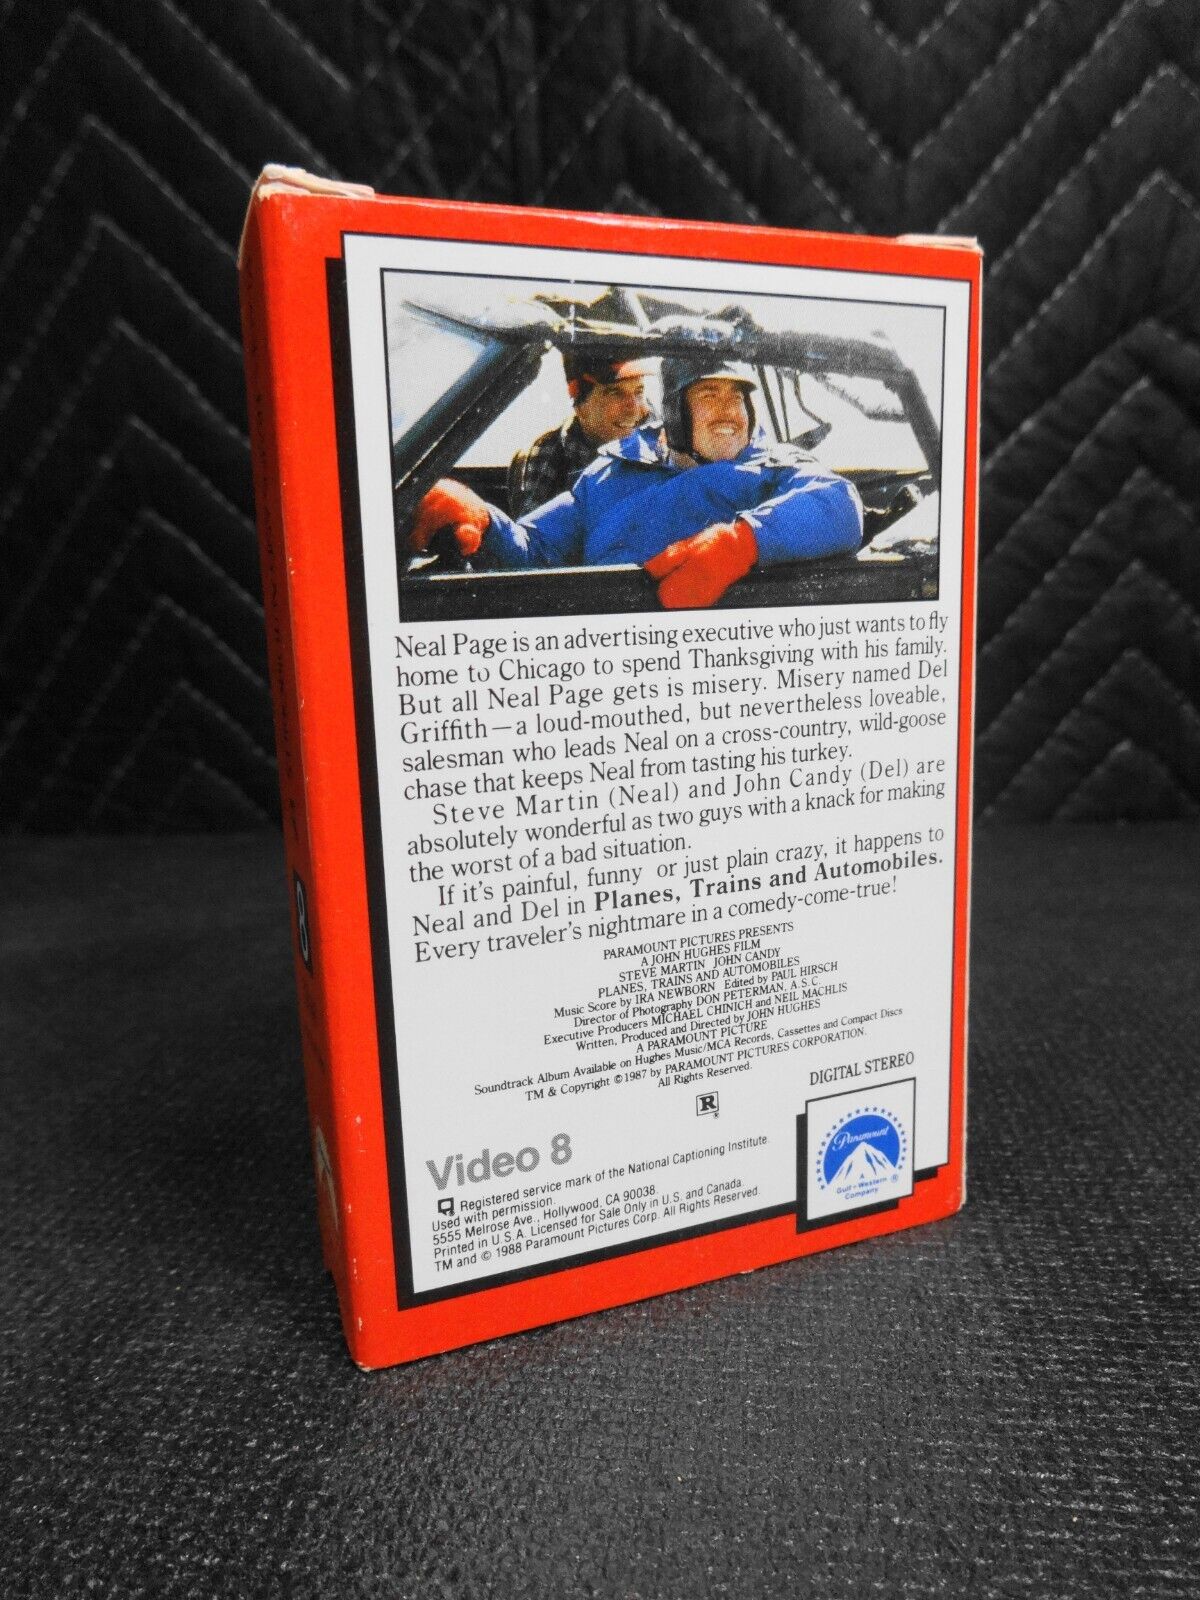 Neal Page is an advertising executive who just wants to fly
home to Chicago to spend Thanksgiving with his family.
But all Neal Page gets is misery. Misery named Del
Griffith—a loud-mouthed, but nevertheless loveable,
salesman who leads Neal on a cross-country, wild-goose
chase that keeps Neal from tasting his turkey.
Steve Martin (Neal) and John Candy (Del) are
absolutely wonderful as two guys with a knack for making
the worst of a bad situation.
If it's painful, funny or just plain crazy, it happens to
Neal and Del in Planes, Trains and Automobiles.
Every traveler's nightmare in a comedy-come-true!
PARAMOUNT PICTURES PRESENTS
A JOHN HUGHES FILM
STEVE MARTIN JOHN CANDY
PLANES, TRAINS AND AUTOMOBILES
Music Score by IRA NEWBORN Edited by PAUL HIRSCH
Director of Photography DON PETERMAN, A.S.C.
Executive Producers MICHAEL CHINICH and NEIL MACHLIS
Written, Produced and Directed by JOHN HUGHES
A PARAMOUNT PICTURE
Soundtrack Album Available on Hughes Music/MCA Records, Cassettes and Compact Discs
TM & Copyright ©1987 by PARAMOUNT PICTURES CORPORATION.
All Rights Reserved.
R
®
DIGITAL STEREO
Paramount
A
Gulf+Western
Company
®
Video 8
Registered service mark of the National Captioning Institute.
Used with permission.
5555 Melrose Ave., Hollywood, CA 90038.
Printed in U.S.A. Licensed for Sale Only in U.S. and Canada.
TM and © 1988 Paramount Pictures Corp. All Rights Reserved.
8